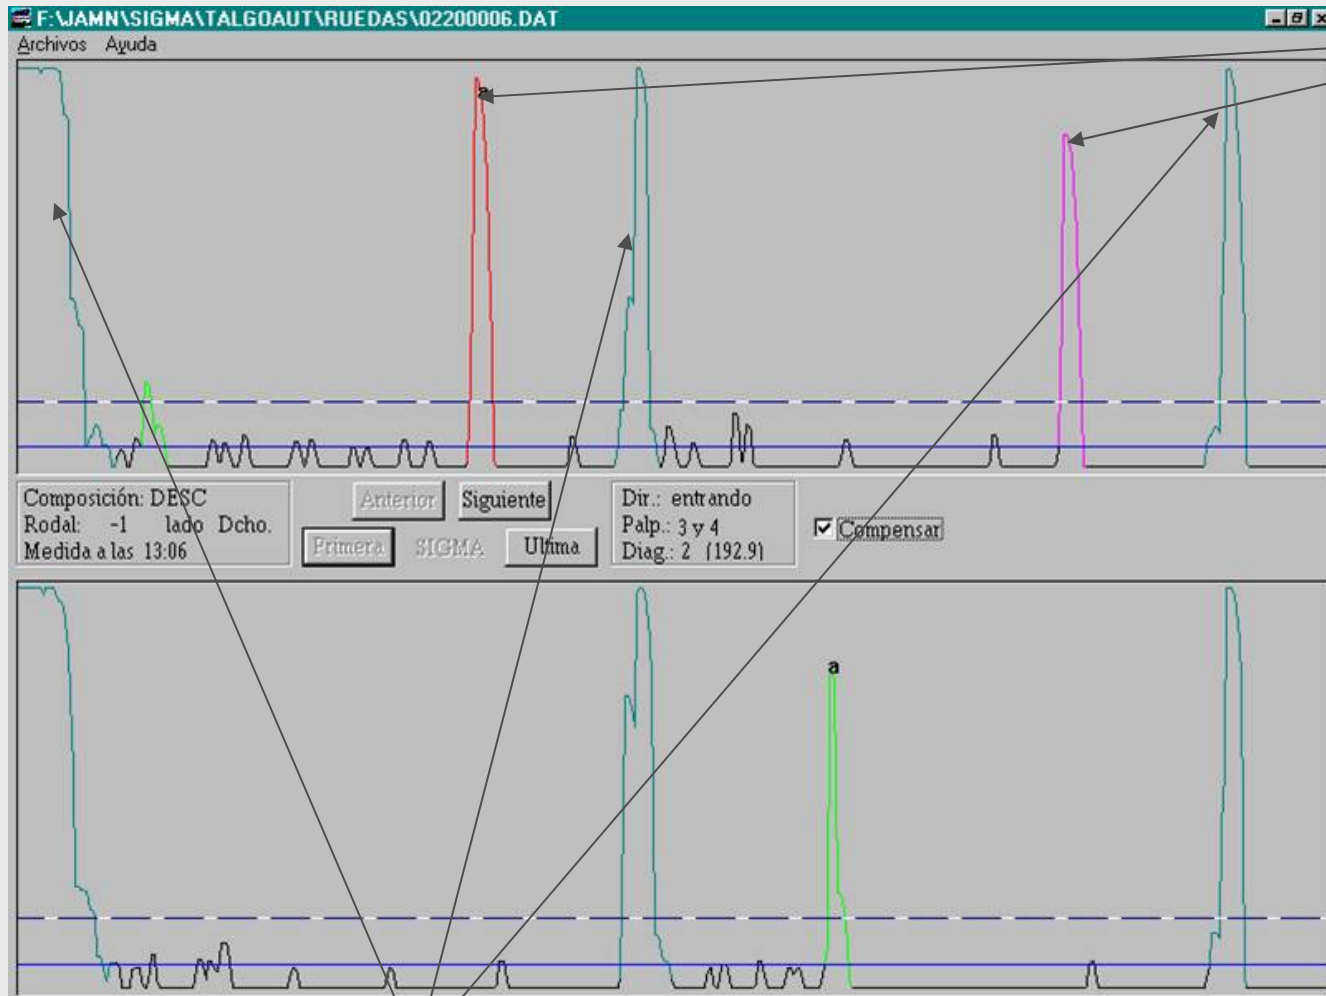 F:\JAMN\SIGMA\TALGOAUT\RUEDAS\02200006.DAT
Archivos Ayuda
a
Composición: DESC
Rodal: -1 lado Dcho.
Medida a las 13:06
Anterior Siguiente
Primera SIGMA Ultima
Dir.: entrando
Palp.: 3 y 4
Diag.: 2 (192.9)
Compensar
a